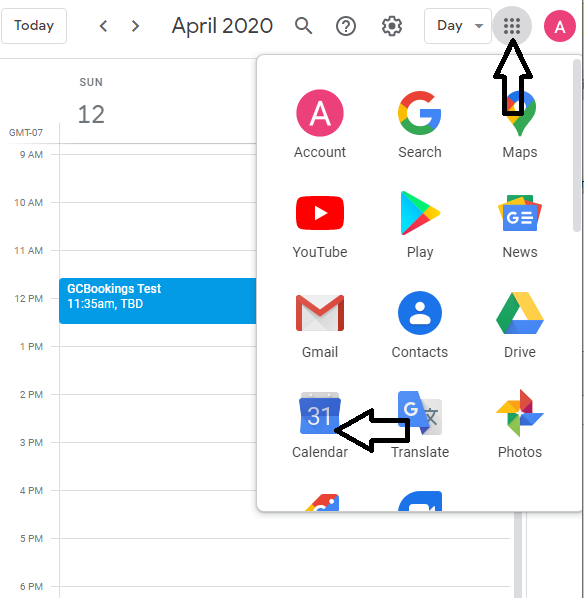 Today
April 2020
Day
A
SUN
12
GMT-07
9 AM
10 AM
11 AM
12 PM
1 PM
2 PM
3 PM
4 PM
5 PM
6 PM
GCBookings Test
11:35am, TBD
A
Account
Search
Maps
YouTube
Play
News
Gmail
Contacts
Drive
31
Calendar
G 文
Translate
Photos